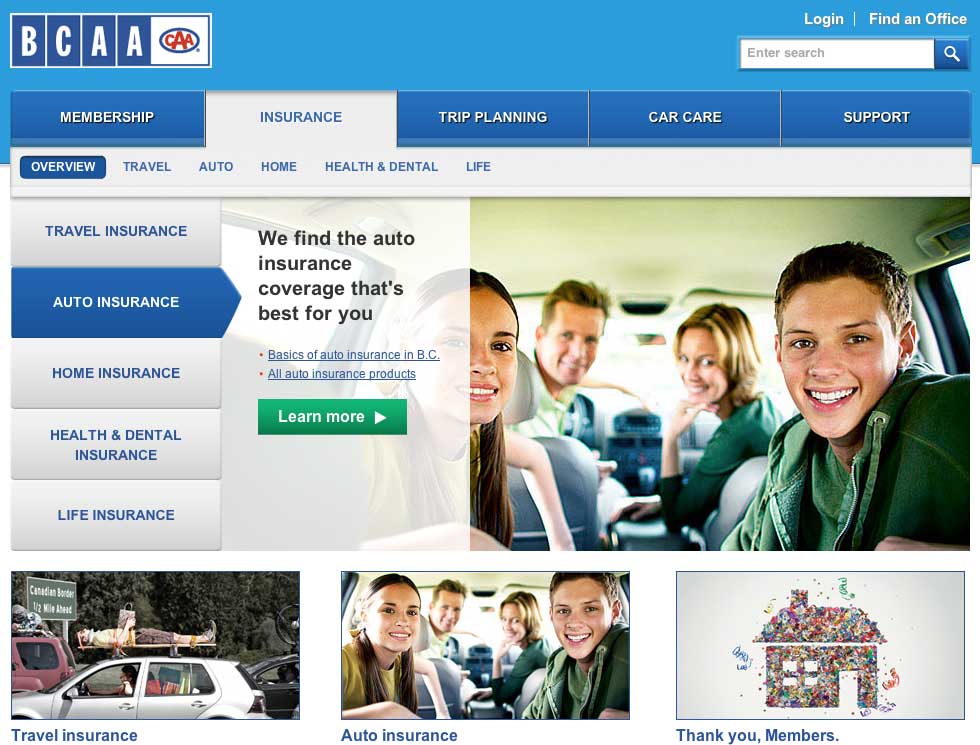 BCAA CAA
Login | Find an Office
Enter search
MEMBERSHIP INSURANCE TRIP PLANNING CAR CARE SUPPORT
OVERVIEW TRAVEL AUTO HOME HEALTH & DENTAL LIFE
TRAVEL INSURANCE
AUTO INSURANCE
HOME INSURANCE
HEALTH & DENTAL
INSURANCE
LIFE INSURANCE
We find the auto
insurance
coverage that's
best for you
• Basics of auto insurance in B.C.
• All auto insurance products
Learn more
Canadian Border
1/2 Mile Ahead
Travel insurance
Auto insurance
Thank you, Members.